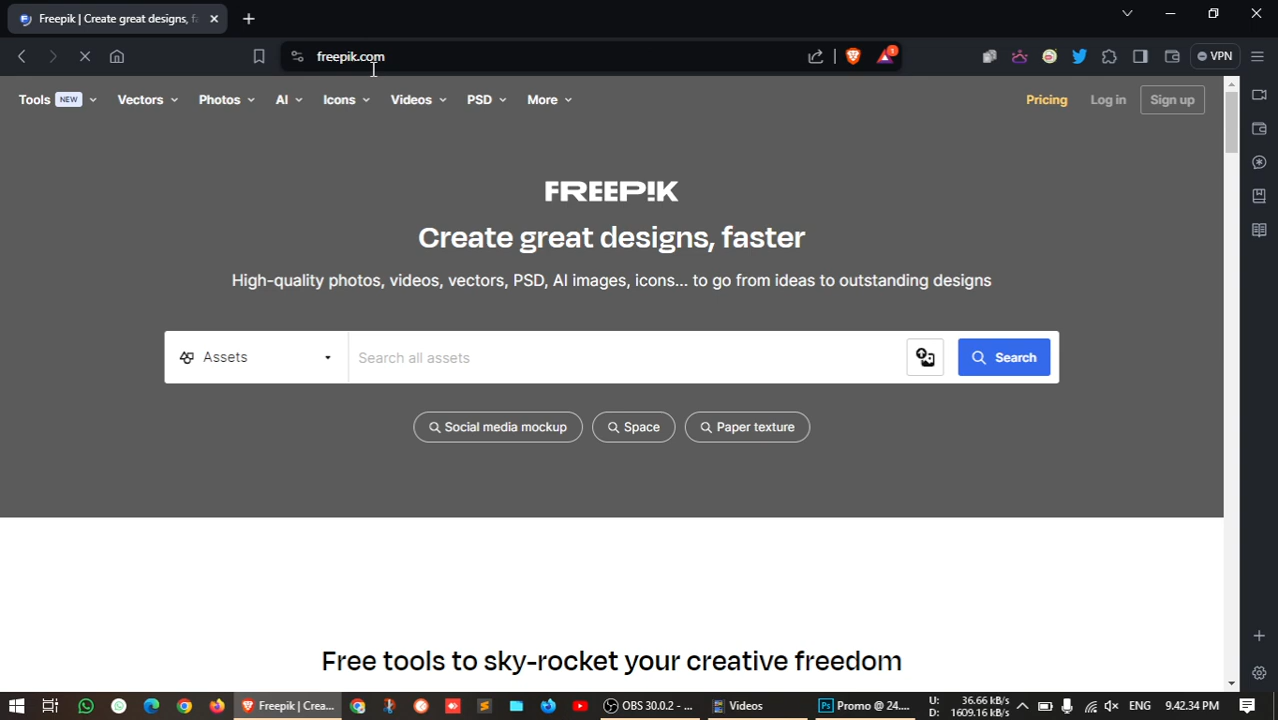 Freepik | Create great designs, fa
freepik.com
1
VPN
Tools NEW Vectors Photos AI Icons Videos PSD More Pricing Log in Sign up
FREEP!K
Create great designs, faster
High-quality photos, videos, vectors, PSD, AI images, icons... to go from ideas to outstanding designs
Assets Search all assets Search
Social media mockup Space Paper texture
Free tools to sky-rocket your creative freedom
Freepik | Crea... OBS 30.0.2 - ... Videos Ps Promo @ 24....
U: 36.66 kB/s
D: 1609.16 kB/s
ENG 9.42.34 PM